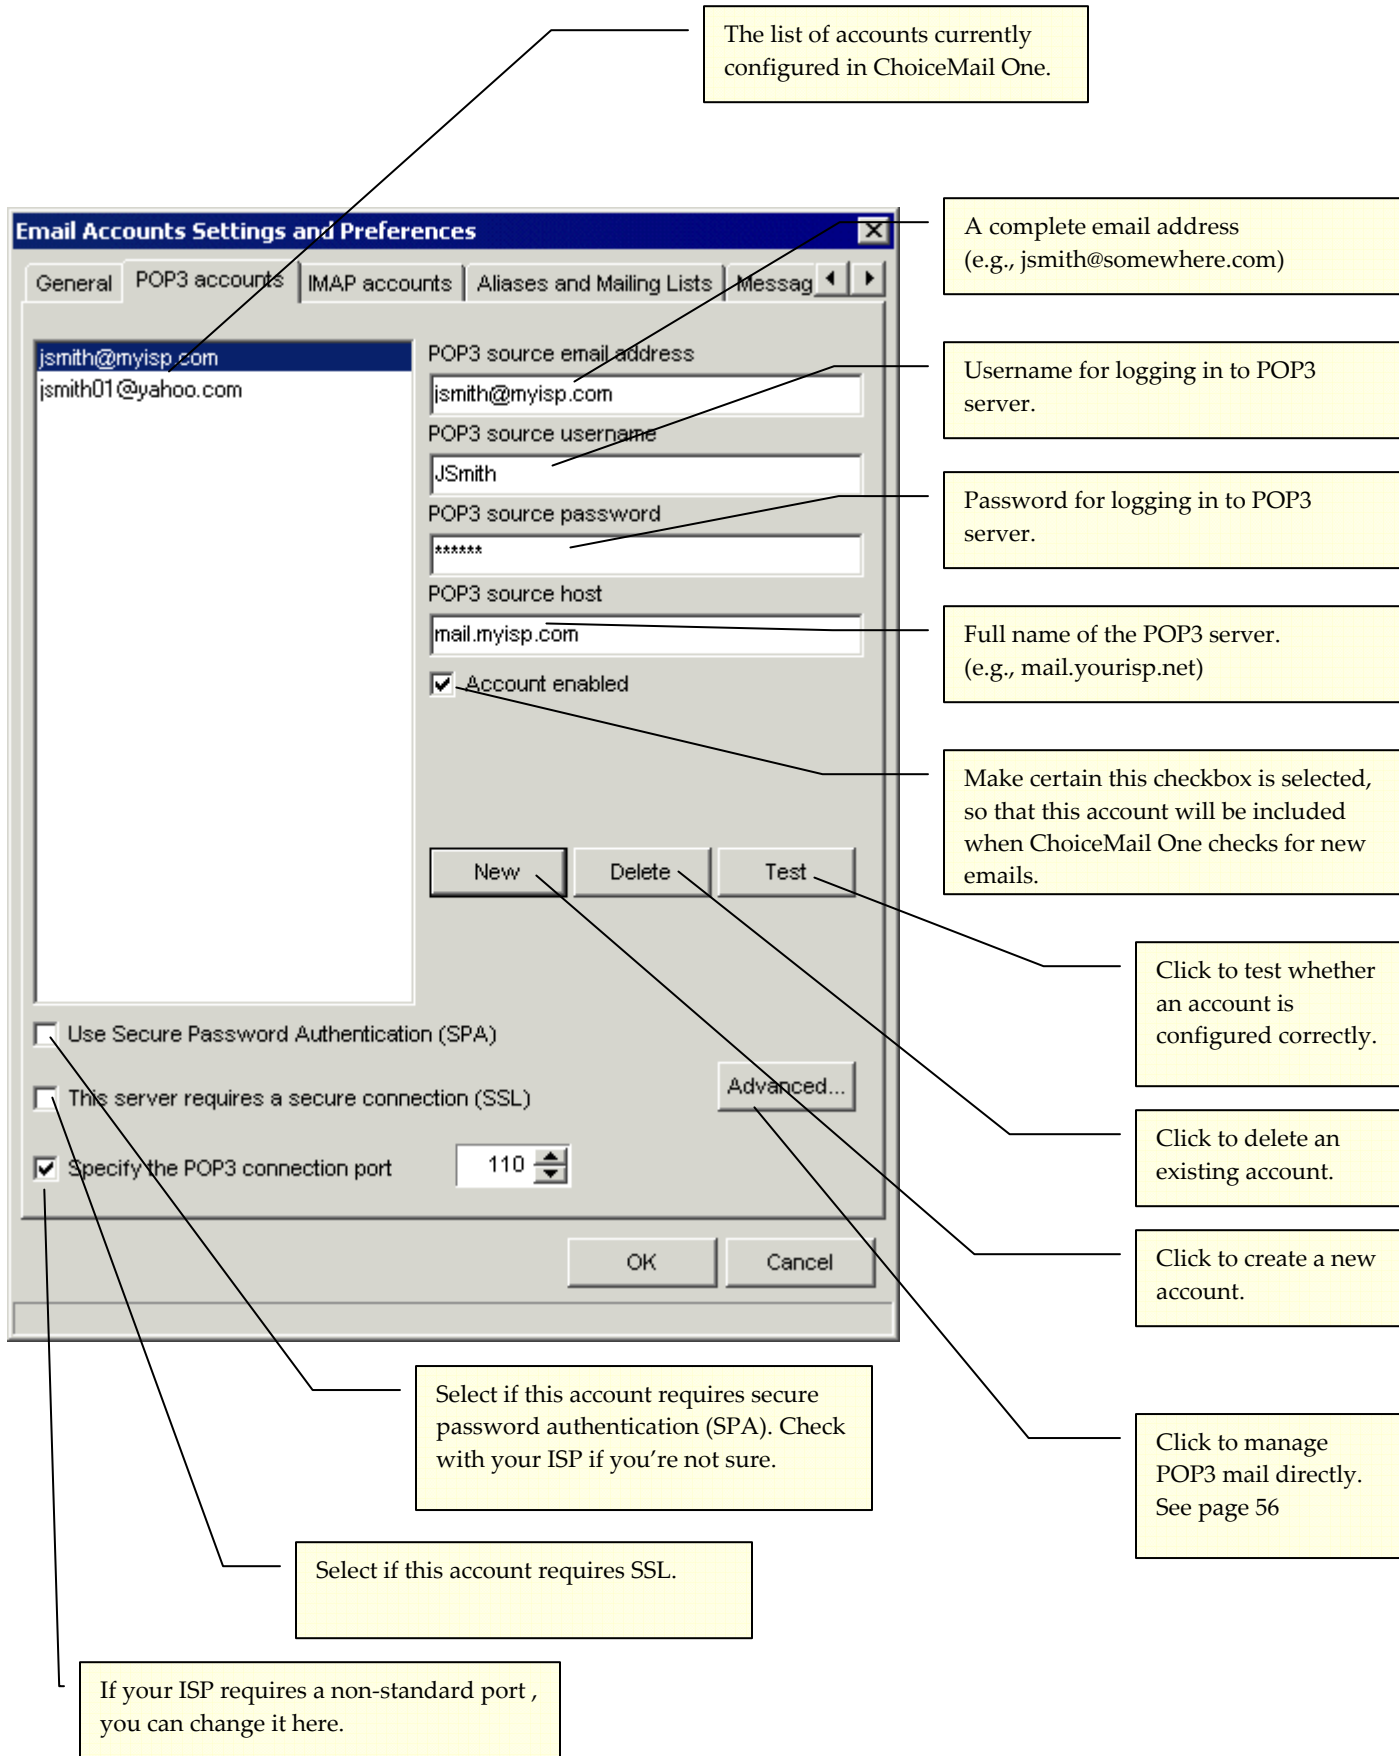 The list of accounts currently
configured in ChoiceMail One.
Email Accounts Settings and Preferences
General
POP3 accounts
IMAP accounts
Aliases and Mailing Lists
Messag
jsmith@myisp.com
jsmith01@yahoo.com
POP3 source email address
jsmith@myisp.com
POP3 source username
JSmith
POP3 source password
******
POP3 source host
mail.myisp.com
Account enabled
New
Delete
Test
Use Secure Password Authentication (SPA)
This server requires a secure connection (SSL)
Advanced...
Specify the POP3 connection port
110
OK
Cancel
A complete email address
(e.g., jsmith@somewhere.com)
Username for logging in to POP3
server.
Password for logging in to POP3
server.
Full name of the POP3 server.
(e.g., mail.yourisp.net)
Make certain this checkbox is selected,
so that this account will be included
when ChoiceMail One checks for new
emails.
Click to test whether
an account is
configured correctly.
Click to delete an
existing account.
Click to create a new
account.
Click to manage
POP3 mail directly.
See page 56
Select if this account requires secure
password authentication (SPA). Check
with your ISP if you’re not sure.
Select if this account requires SSL.
If your ISP requires a non-standard port ,
you can change it here.